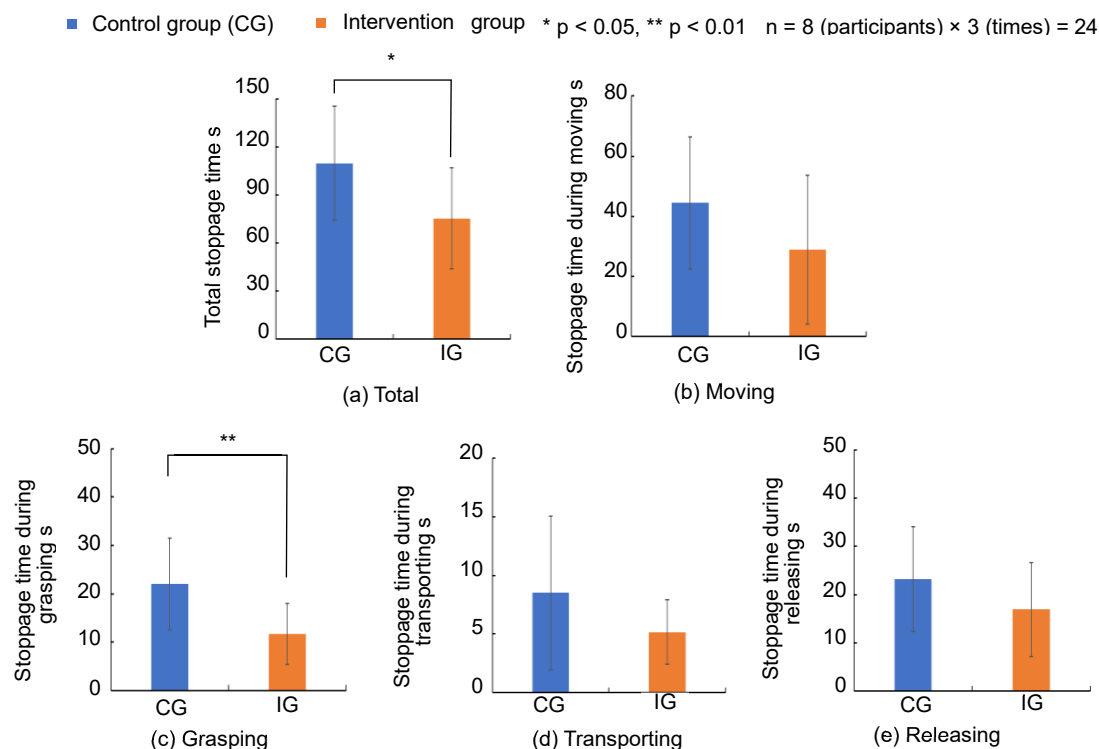 Control group (CG) Intervention group * p < 0.05, ** p < 0.01 n = 8 (participants) × 3 (times) = 24
Total stoppage time s
150
120
90
60
30
0
*
CG IG
(a) Total
Stoppage time during moving s
80
60
40
20
0
CG IG
(b) Moving
Stoppage time during
grasping s
50
40
30
20
10
0
**
CG IG
(c) Grasping
Stoppage time during
transporting s
20
15
10
5
0
CG IG
(d) Transporting
Stoppage time during
releasing s
50
40
30
20
10
0
CG IG
(e) Releasing